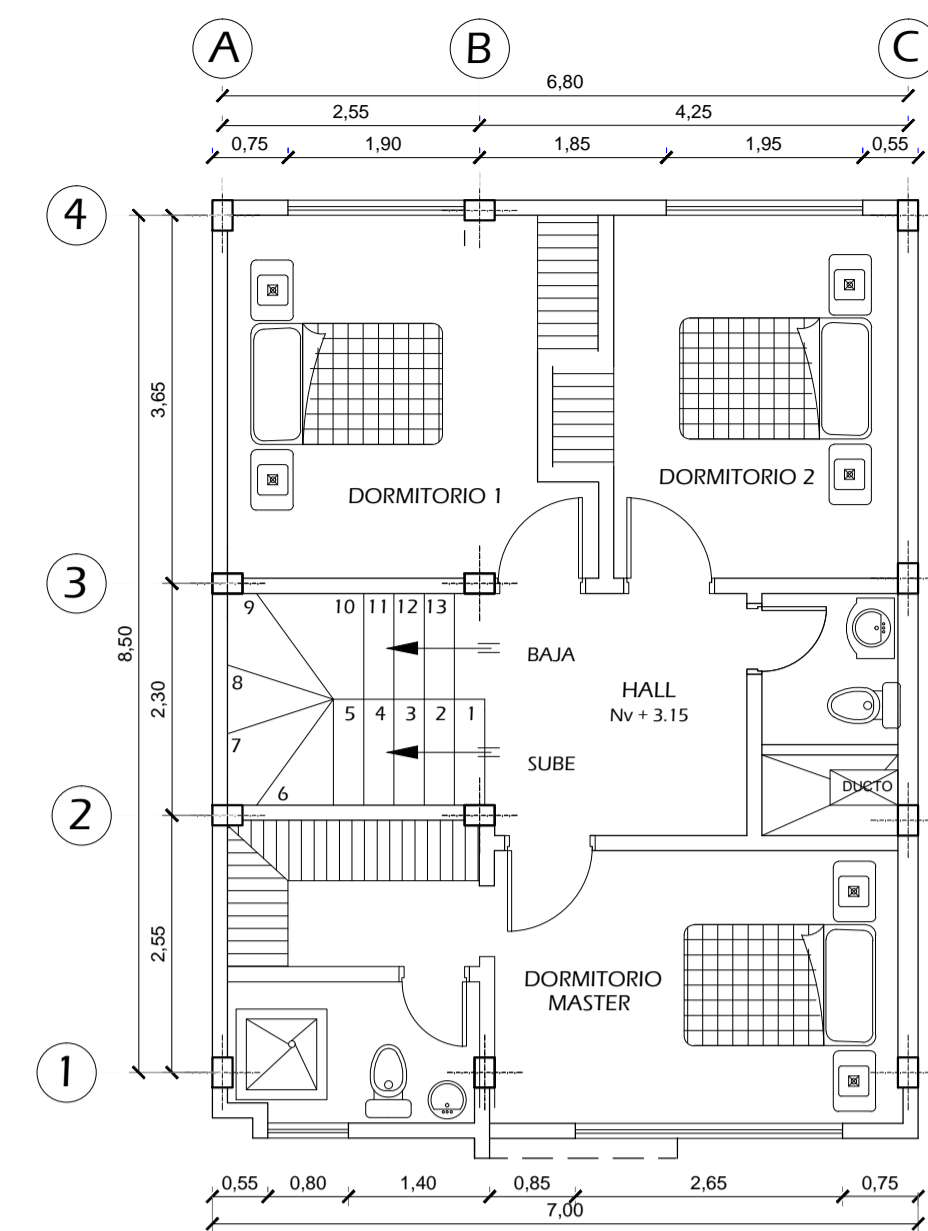 A B C
6,80
2,55 4,25
0,75 1,90 1,85 1,95 0,55
4
3,65
DORMITORIO 1
DORMITORIO 2
3
8,50
2,30
9 10 11 12 13
8
7
6
5 4 3 2 1
BAJA
HALL
Nv + 3.15
SUBE
DUCTO
2
2,55
DORMITORIO
MASTER
1
0,55 0,80 1,40 0,85 2,65 0,75
7,00